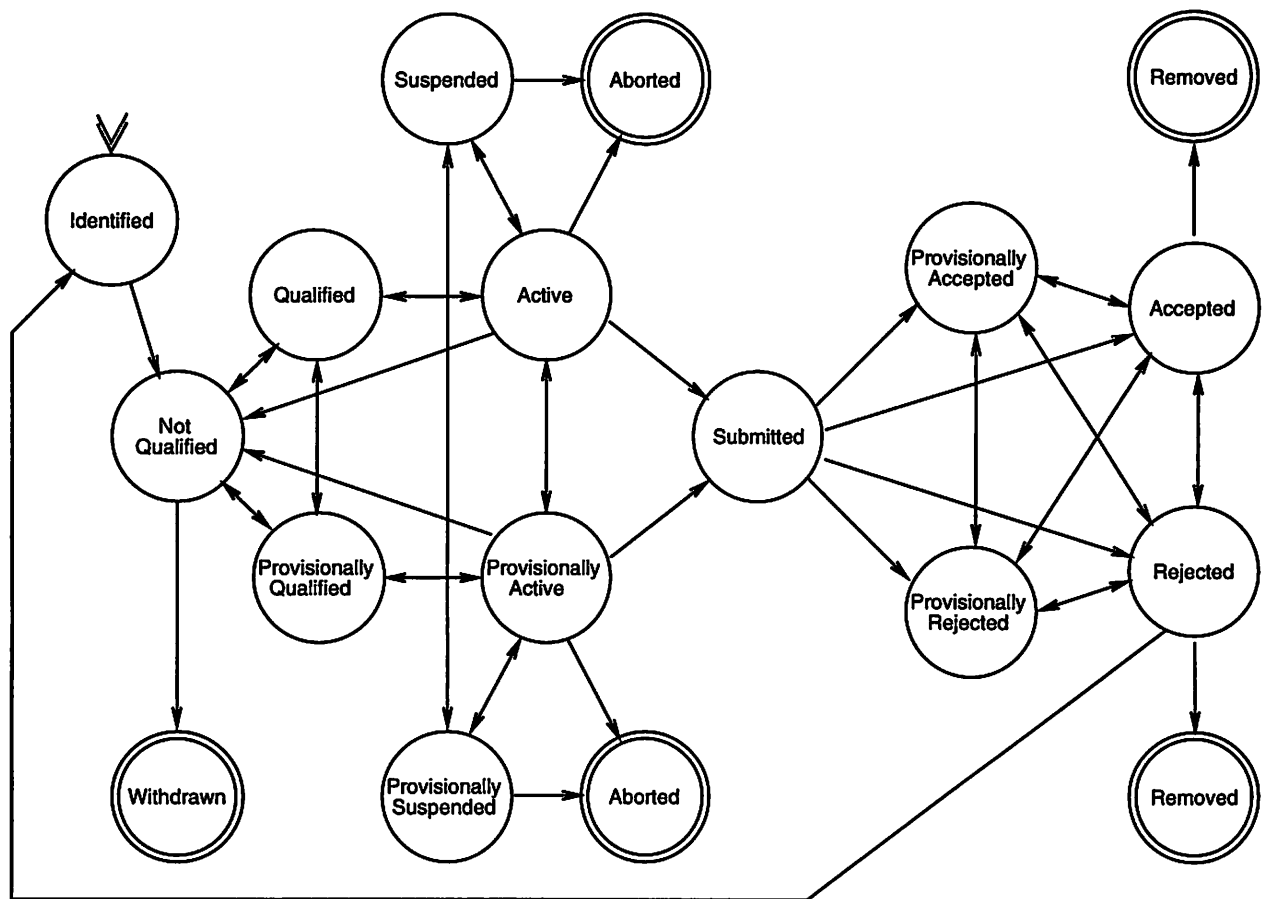 Suspended
Aborted
Removed
Identified
Qualified
Active
Provisionally
Accepted
Accepted
Not
Qualified
Submitted
Provisionally
Qualified
Provisionally
Active
Provisionally
Rejected
Rejected
Withdrawn
Provisionally
Suspended
Aborted
Removed